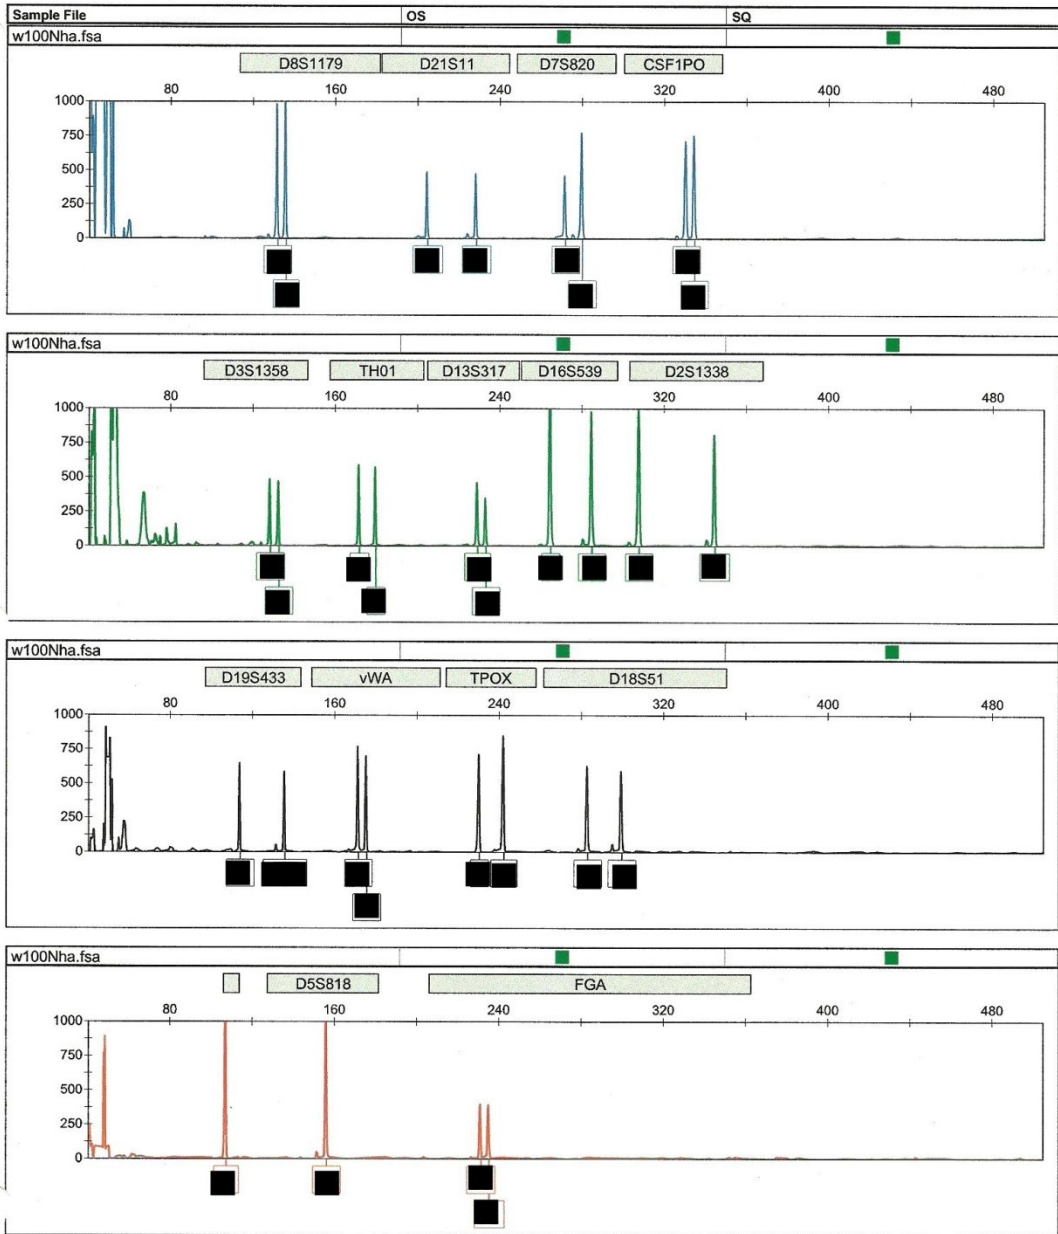 Sample File OS SQ
w100Nha.fsa
D8S1179 D21S11 D7S820 CSF1PO
80 160 240 320 400 480
1000
750
500
250
0
w100Nha.fsa
D3S1358 TH01 D13S317 D16S539 D2S1338
80 160 240 320 400 480
1000
750
500
250
0
w100Nha.fsa
D19S433 vWA TPOX D18S51
80 160 240 320 400 480
1000
750
500
250
0
w100Nha.fsa
D5S818 FGA
80 160 240 320 400 480
1000
750
500
250
0